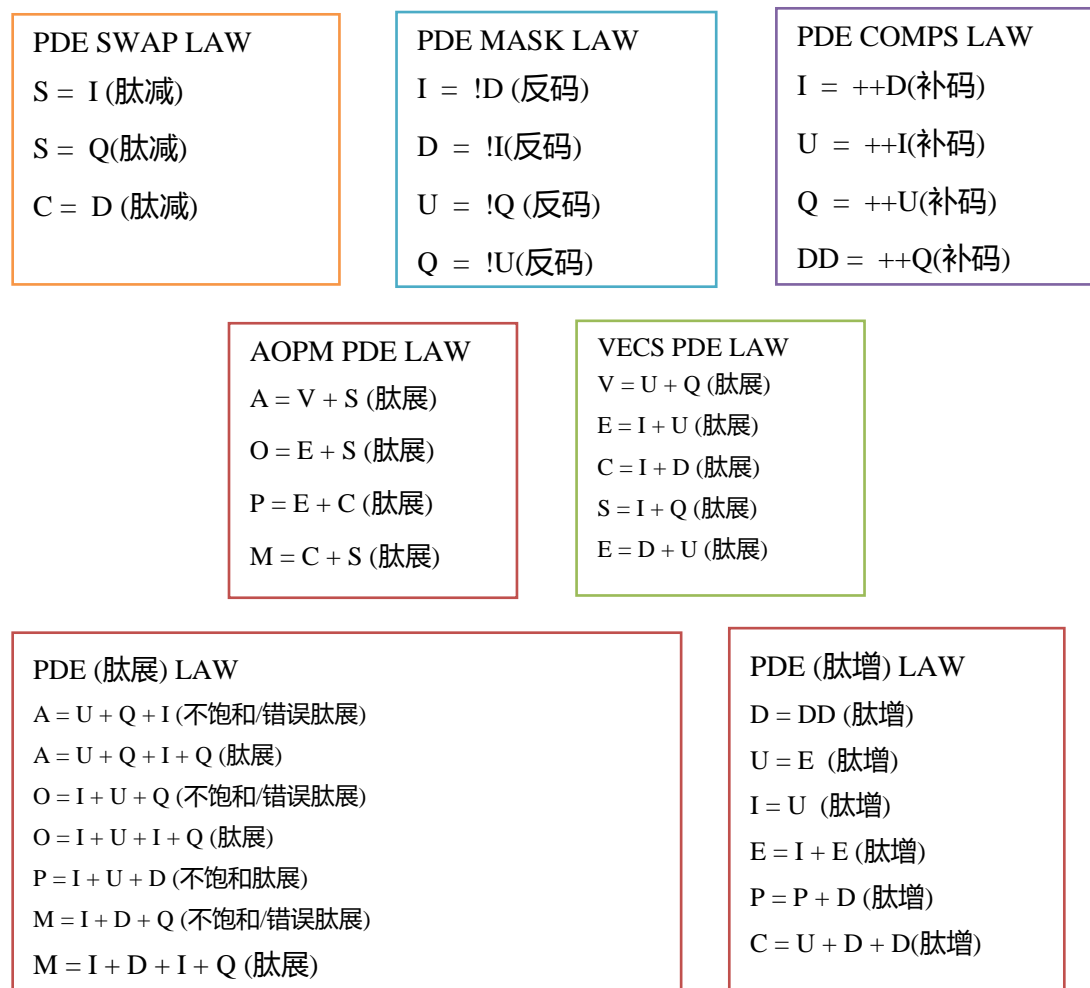 PDE SWAP LAW
S = I (肽减)
S = Q(肽减)
C = D (肽减)
PDE MASK LAW
I = !D (反码)
D = !I(反码)
U = !Q (反码)
Q = !U(反码)
PDE COMPS LAW
I = ++D(补码)
U = ++I(补码)
Q = ++U(补码)
DD = ++Q(补码)
AOPM PDE LAW
A = V + S (肽展)
O = E + S (肽展)
P = E + C (肽展)
M = C + S (肽展)
VECS PDE LAW
V = U + Q (肽展)
E = I + U (肽展)
C = I + D (肽展)
S = I + Q (肽展)
E = D + U (肽展)
PDE (肽展) LAW
A = U + Q + I (不饱和/错误肽展)
A = U + Q + I + Q (肽展)
O = I + U + Q (不饱和/错误肽展)
O = I + U + I + Q (肽展)
P = I + U + D (不饱和肽展)
M = I + D + Q (不饱和/错误肽展)
M = I + D + I + Q (肽展)
PDE (肽增) LAW
D = DD (肽增)
U = E (肽增)
I = U (肽增)
E = I + E (肽增)
P = P + D (肽增)
C = U + D + D(肽增)